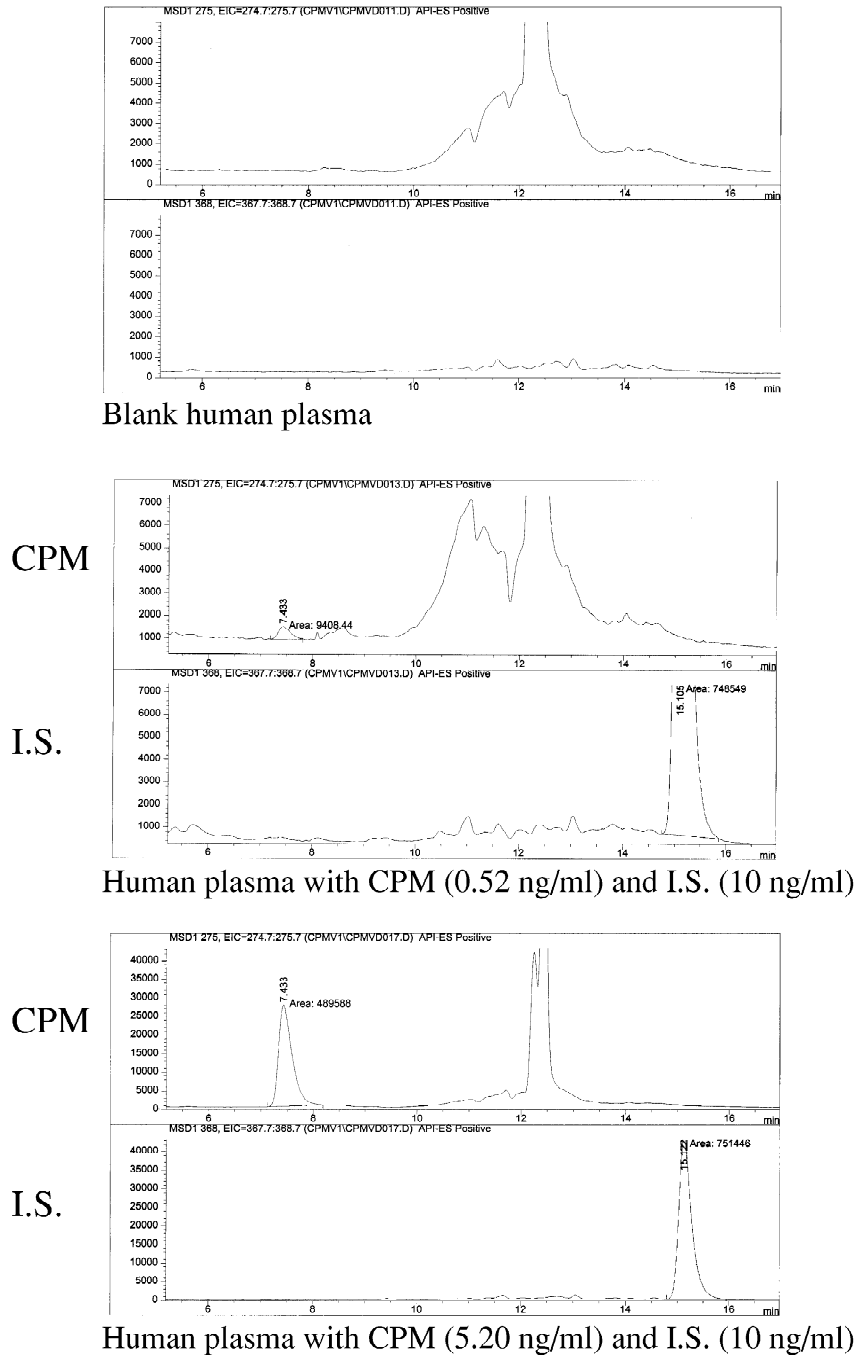 MSD1 275, EIC=274.7:275.7 (CPMV1\CPMVD011.D) API-ES Positive
7000
6000
5000
4000
3000
2000
1000
0
6 8 10 12 14 16 min
MSD1 368, EIC=367.7:368.7 (CPMV1\CPMVD011.D) API-ES Positive
7000
6000
5000
4000
3000
2000
1000
0
6 8 10 12 14 16 min
Blank human plasma
MSD1 275, EIC=274.7:275.7 (CPMV1\CPMVD013.D) API-ES Positive
CPM
7000
6000
5000
4000
3000
2000
1000
7.433
Area: 9408.44
6 8 10 12 14 16 min
MSD1 368, EIC=367.7:368.7 (CPMV1\CPMVD013.D) API-ES Positive
I.S.
7000
6000
5000
4000
3000
2000
1000
15.105
Area: 748549
6 8 10 12 14 16 min
Human plasma with CPM (0.52 ng/ml) and I.S. (10 ng/ml)
MSD1 275, EIC=274.7:275.7 (CPMV1\CPMVD017.D) API-ES Positive
CPM
40000
35000
30000
25000
20000
15000
10000
5000
0
7.433
Area: 489588
6 8 10 12 14 16 min
MSD1 368, EIC=367.7:368.7 (CPMV1\CPMVD017.D) API-ES Positive
I.S.
40000
35000
30000
25000
20000
15000
10000
5000
0
15.122
Area: 751446
6 8 10 12 14 16 min
Human plasma with CPM (5.20 ng/ml) and I.S. (10 ng/ml)